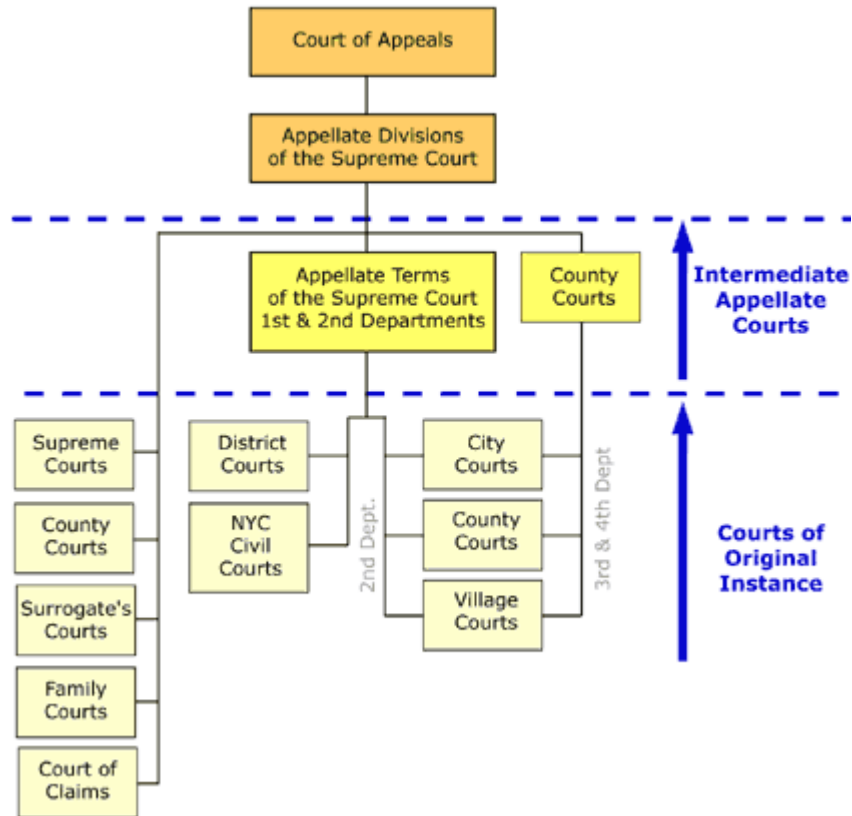 Court of Appeals
Appellate Divisions
of the Supreme Court
Appellate Terms
of the Supreme Court
1st & 2nd Departments
County
Courts
Intermediate
Appellate
Courts
Supreme
Courts
District
Courts
City
Courts
County
Courts
NYC
Civil
Courts
2nd Dept.
County
Courts
3rd & 4th Dept
Courts of
Original
Instance
Surrogate's
Courts
Village
Courts
Family
Courts
Court of
Claims